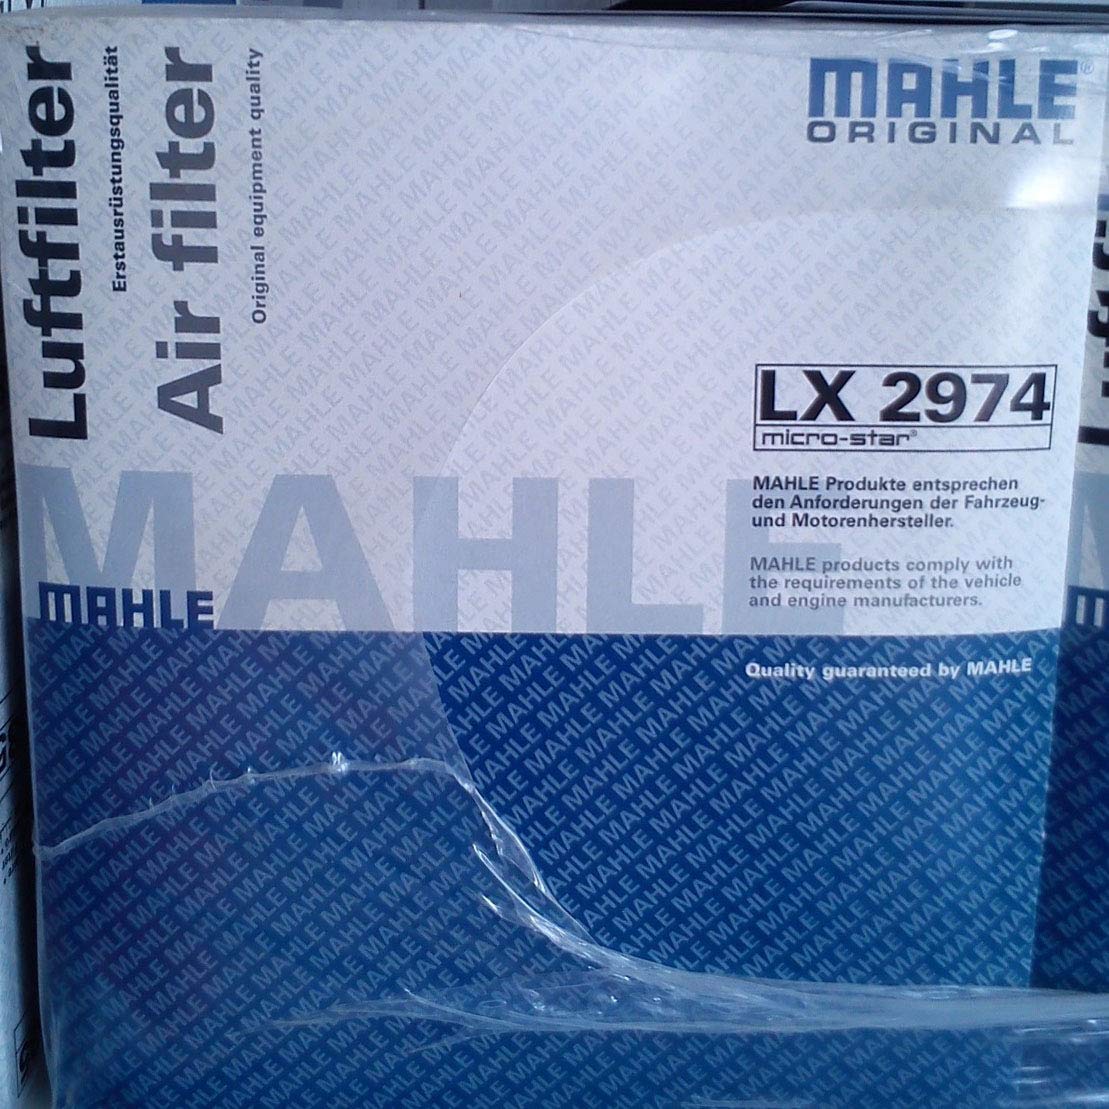 Luftfilter
Erstausrüstungsqualität
Air filter
Original equipment quality
MAHLE®
ORIGINAL
LX 2974
micro-star®
MAHLE Produkte entsprechen
den Anforderungen der Fahrzeug-
und Motorenhersteller.
MAHLE products comply with
the requirements of the vehicle
and engine manufacturers.
MAHLE
MAHLE
Quality guaranteed by MAHLE